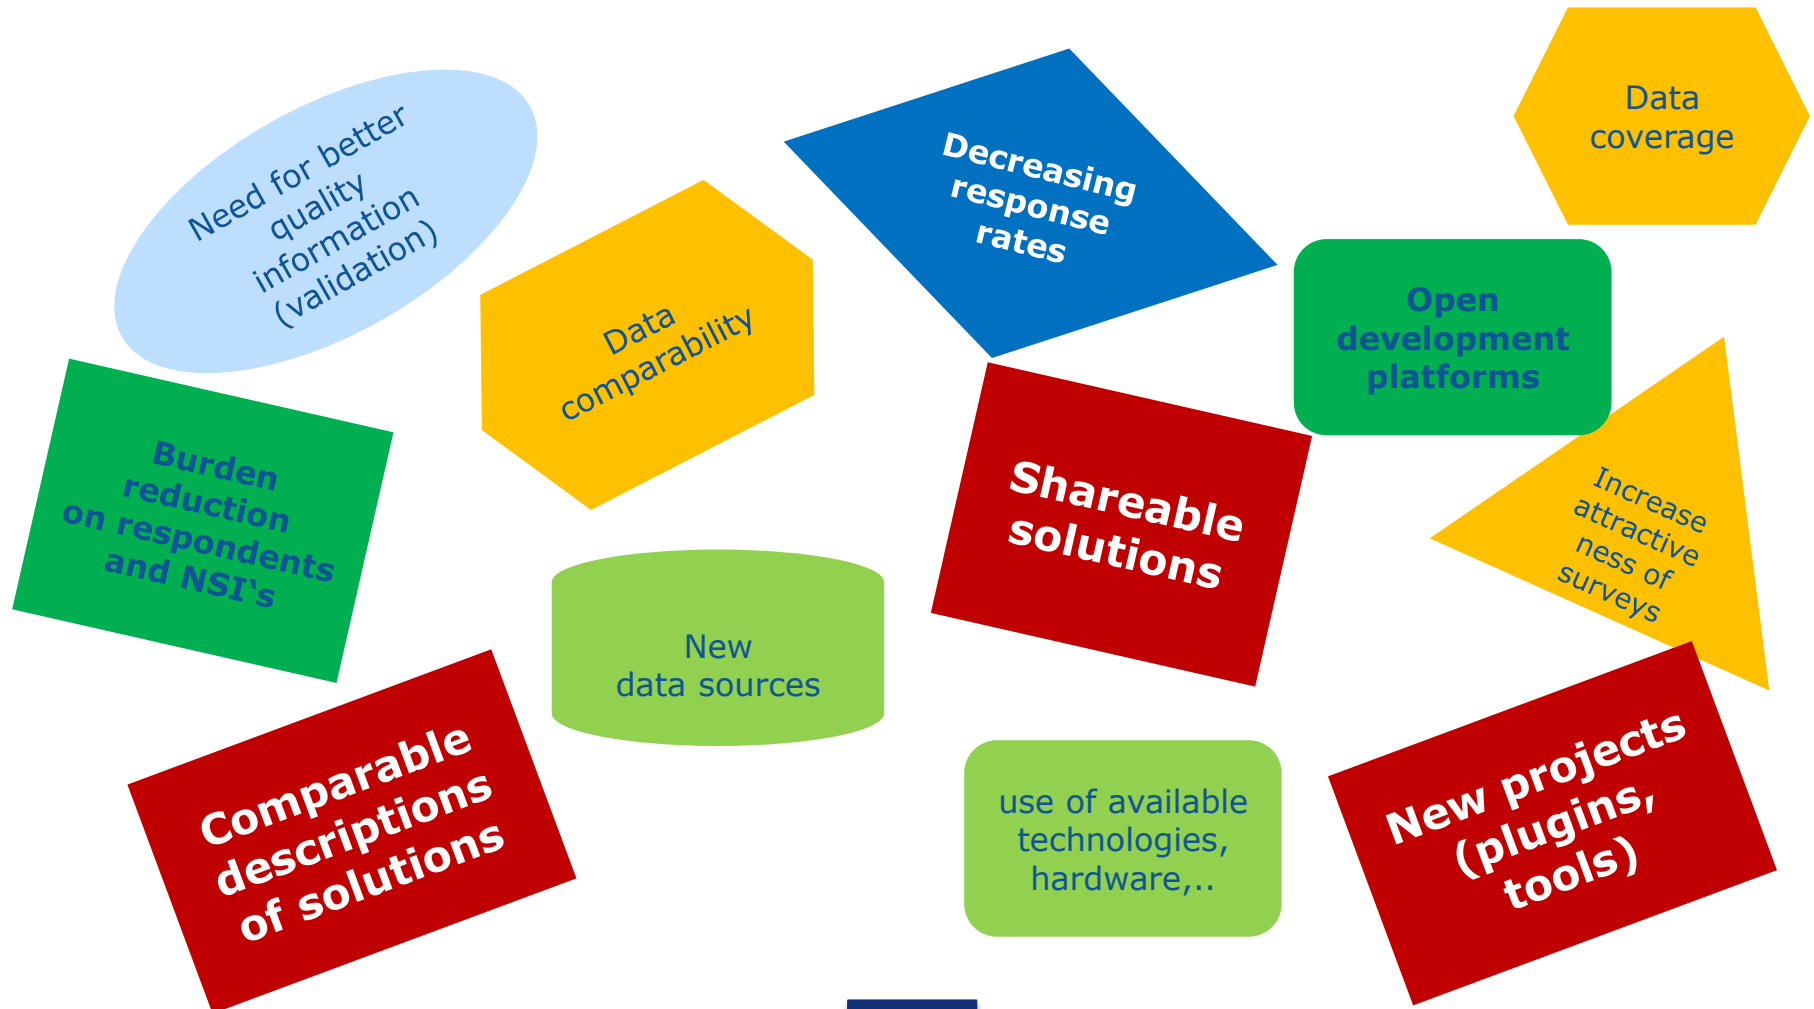 Need for better
quality
information
(validation)
Decreasing
response
rates
Data
coverage
Data
comparability
Open
development
platforms
Burden
reduction
on respondents
and NSI‘s
Shareable
solutions
Increase
attractive
ness of
surveys
New
data sources
Comparable
descriptions
of solutions
use of available
technologies,
hardware,..
New projects
(plugins,
tools)